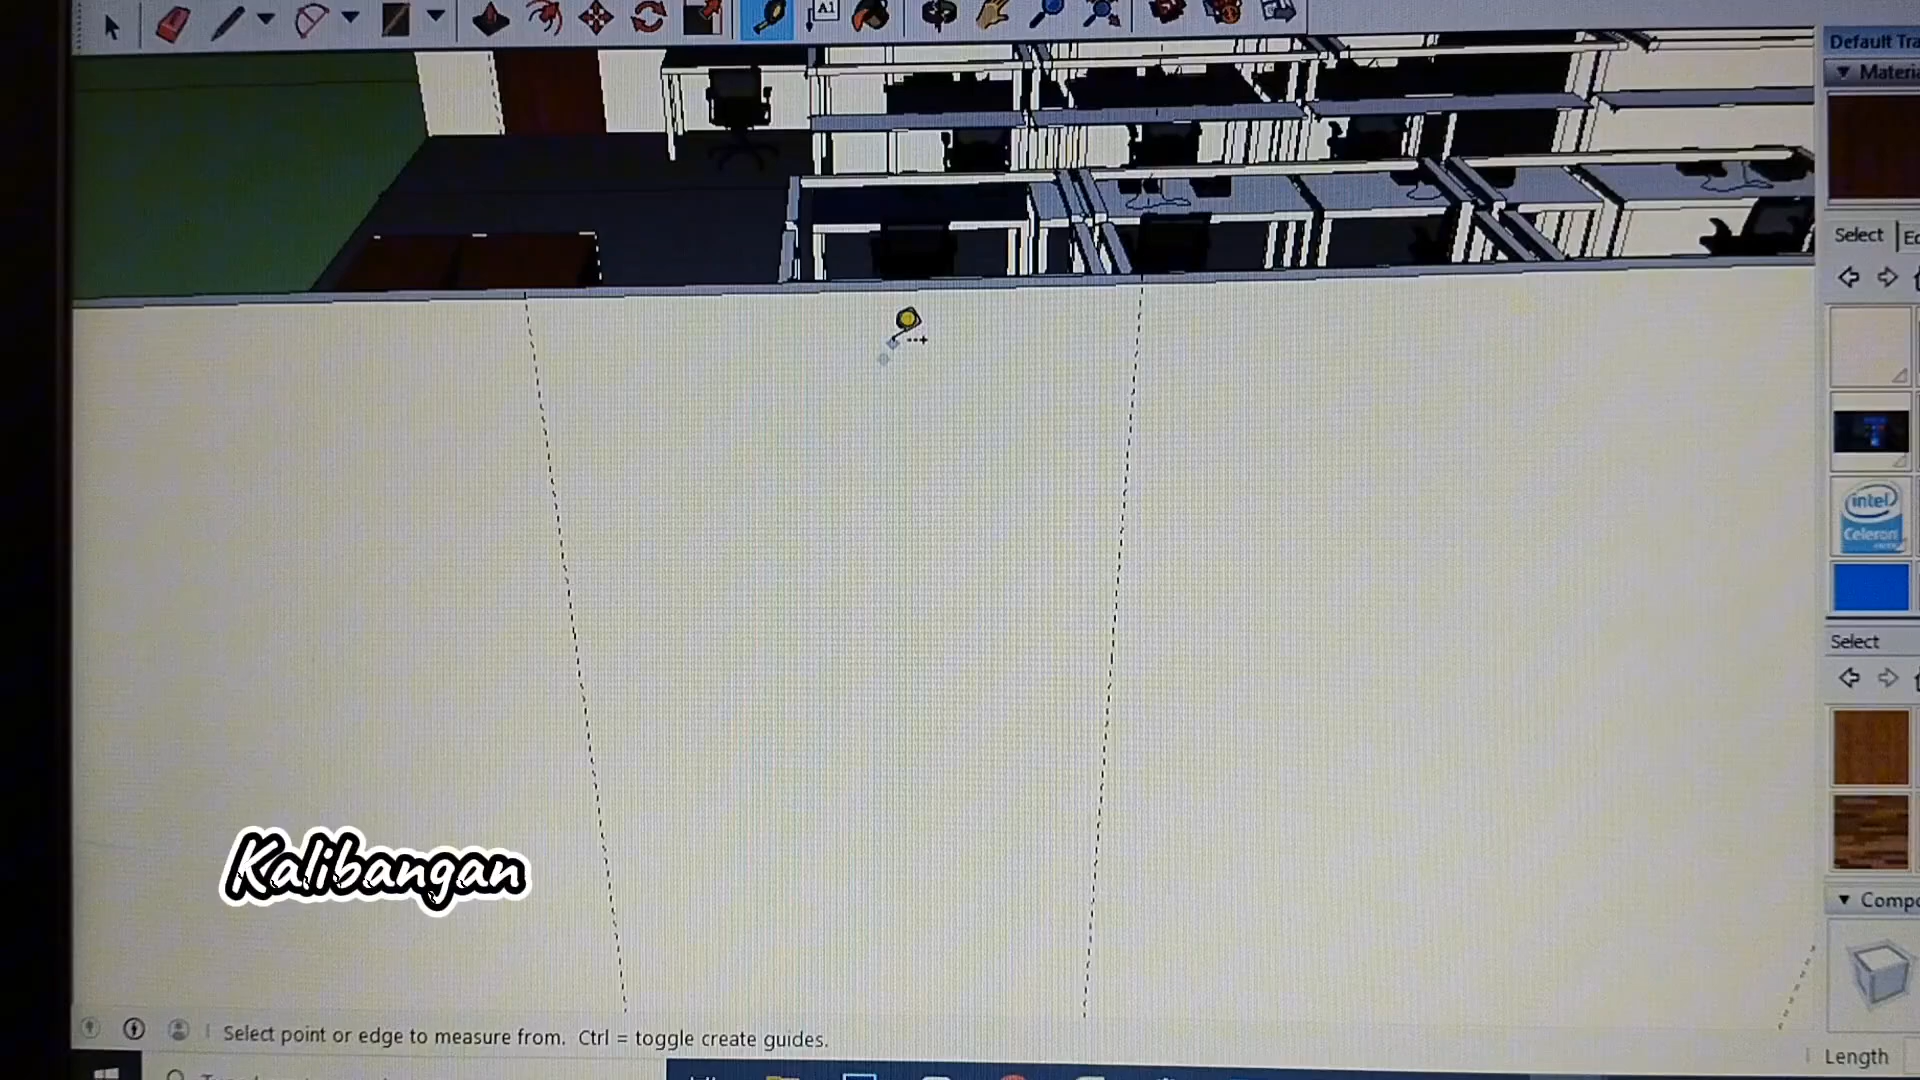 A1
Default Tra
Materia
Select
intel
Celeron
Select
Compo
Kalibangan
Select point or edge to measure from. Ctrl = toggle create guides.
Length